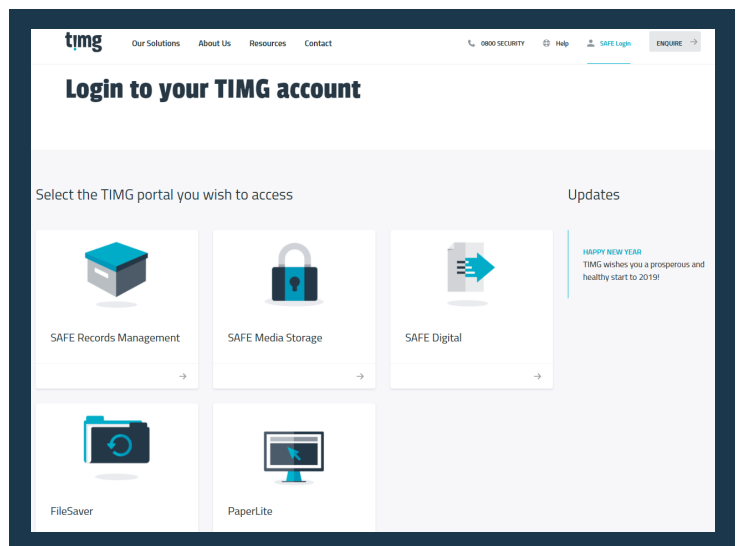 timg
Our Solutions About Us Resources Contact 0800 SECURITY Help SAFE Login ENQUIRE
Login to your TIMG account
Select the TIMG portal you wish to access
Updates
HAPPY NEW YEAR
TIMG wishes you a prosperous and
healthy start to 2019!
SAFE Records Management
SAFE Media Storage
SAFE Digital
FileSaver
PaperLite